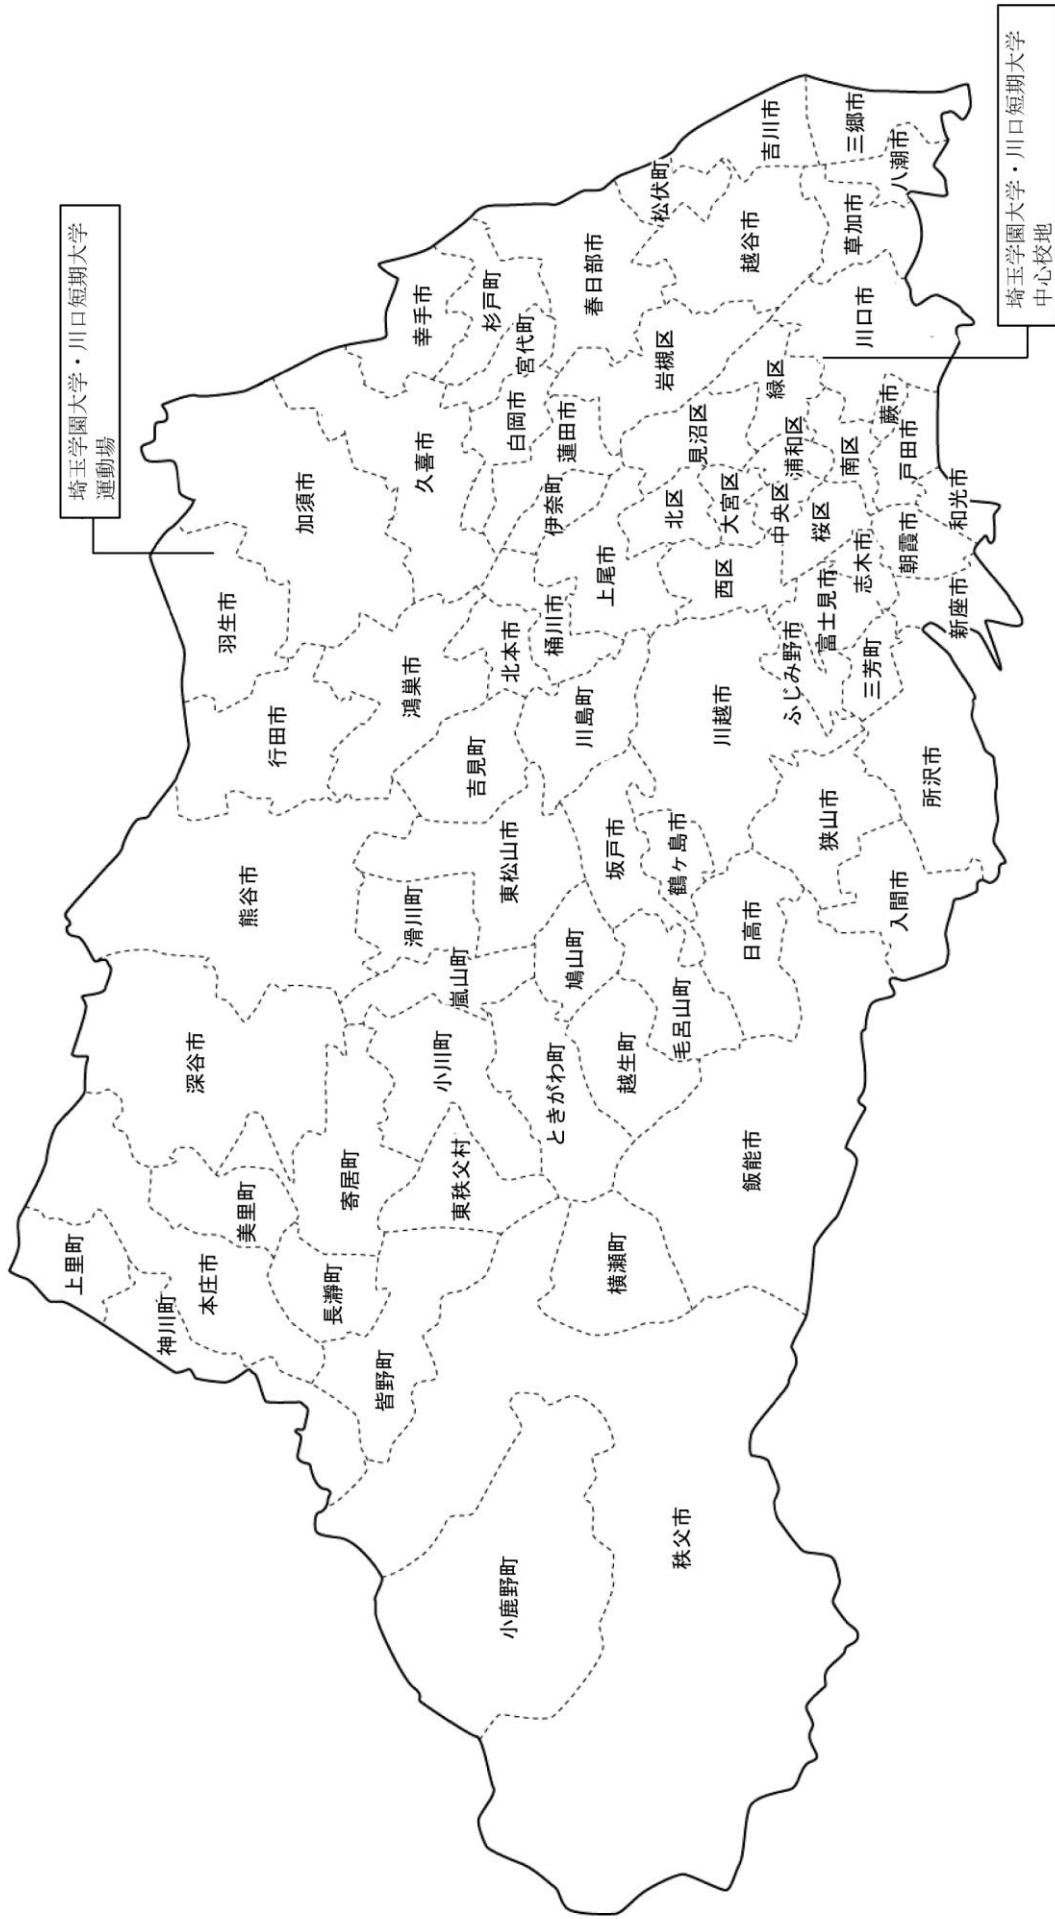 埼玉学園大学・川口短期大学
運動場
埼玉学園大学・川口短期大学
中心校地
上里町
神川町
本庄市
美里町
深谷市
熊谷市
行田市
羽生市
加須市
長瀞町
皆野町
寄居町
小川町
東秩父村
嵐山町
滑川町
東松山市
吉見町
鴻巣市
北本市
桶川市
久喜市
幸手市
杉戸町
宮代町
白岡市
蓮田市
伊奈町
上尾市
川島町
春日部市
松伏町
小鹿野町
秩父市
横瀬町
ときがわ町
越生町
鳩山町
毛呂山町
坂戸市
鶴ヶ島市
日高市
飯能市
川越市
狭山市
入間市
所沢市
ふじみ野市
富士見市
三芳町
志木市
新座市
朝霞市
和光市
西区
北区
大宮区
見沼区
岩槻区
中央区
桜区
浦和区
緑区
南区
越谷市
吉川市
三郷市
八潮市
草加市
川口市
蕨市
戸田市